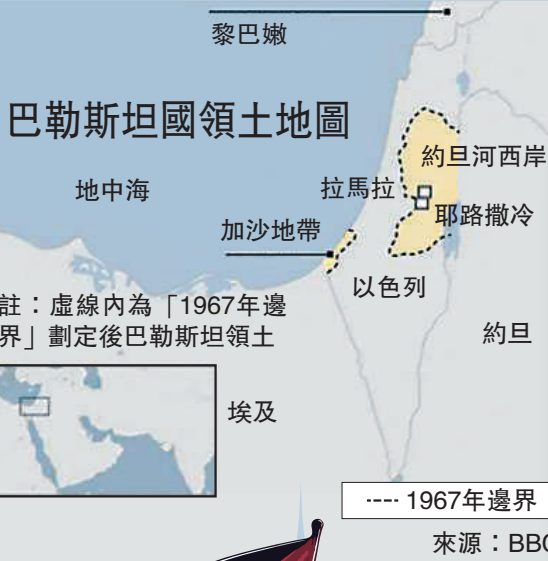 黎巴嫩
巴勒斯坦國領土地圖
約旦河西岸
地中海
拉馬拉
耶路撒冷
加沙地帶
以色列
註：虛線內為「1967年邊
界」劃定後巴勒斯坦領土
約旦
埃及
---- 1967年邊界
來源：BBC